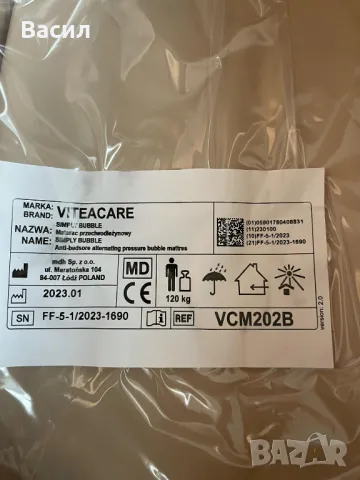 Васил
MARKA:
BRAND: VITEACARE
SIMPLY BUBBLE
NAZWA: Materac przeciwodleżynowy
NAME: SIMPLY BUBBLE
Anti-bedsore alternating pressure bubble mattres
(01)05901780408831
(11)230100
(10)FF-5-1/2023
(21)FF-5-1/2023-1690
mdh Sp. z o.o.
ul. Maratońska 104
94-007 Łódź POLAND
MD
2023.01
CE
120 kg
SN FF-5-1/2023-1690
REF VCM202B
version: 2.0
BAZAR